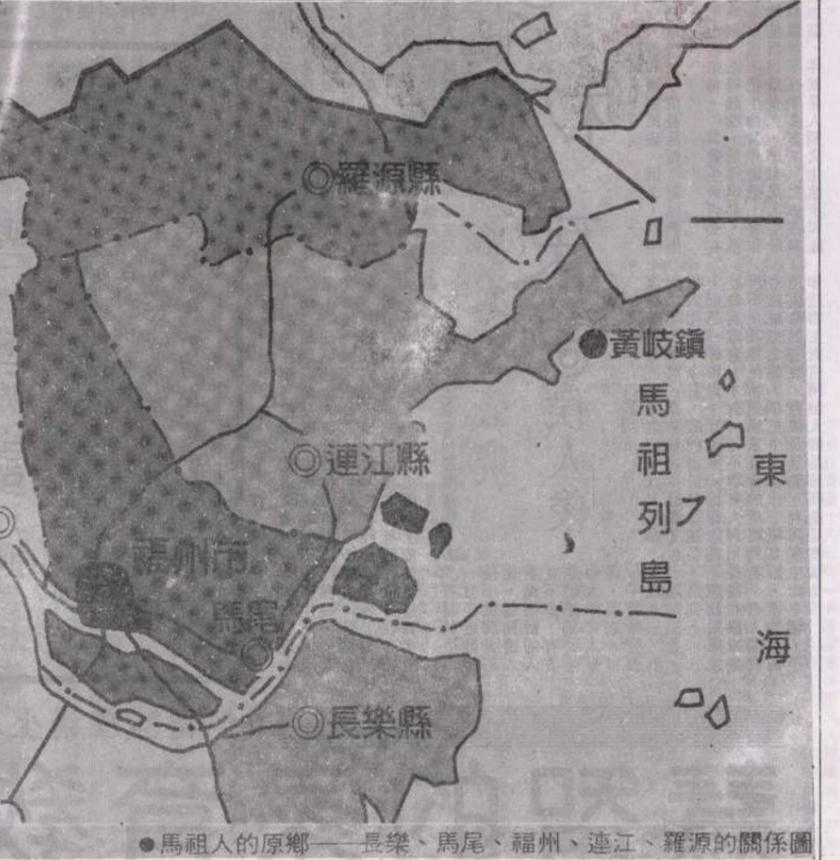 ◎羅源縣
●黃岐鎮
馬祖列島
東海
◎連江縣
福州市
馬尾
◎長樂縣
●馬祖人的原鄉——長樂、馬尾、福州、連江、羅源的關係圖